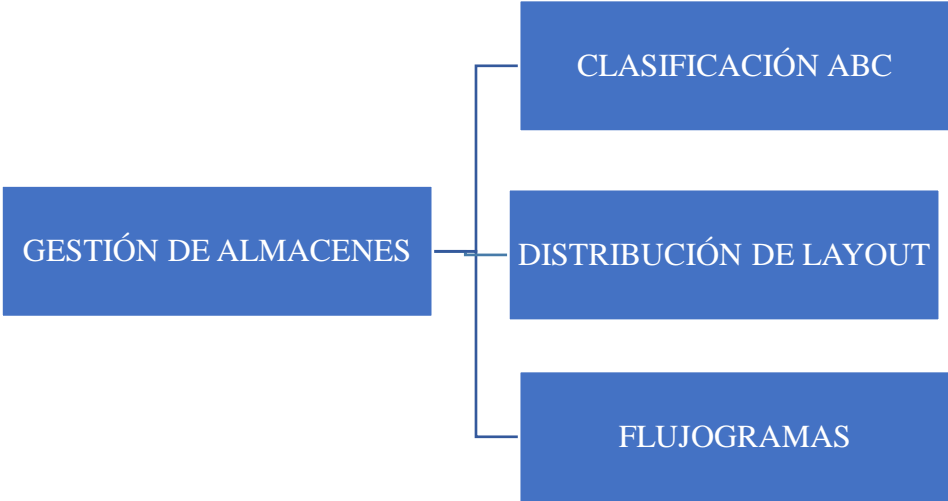 GESTIÓN DE ALMACENES
CLASIFICACIÓN ABC
DISTRIBUCIÓN DE LAYOUT
FLUJOGRAMAS